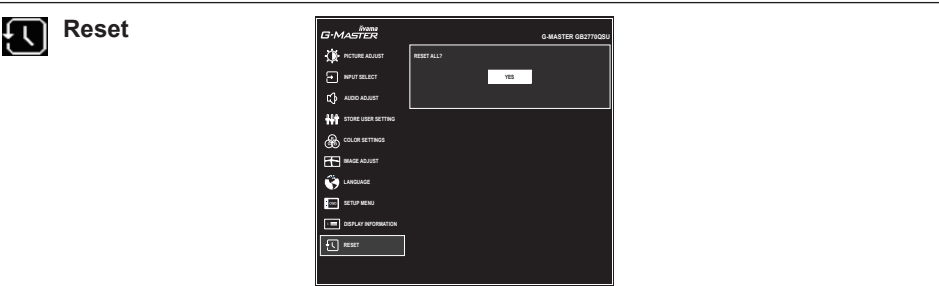 Reset
iiyama
G-MASTER
G-MASTER GB2770QSU
PICTURE ADJUST
RESET ALL?
YES
INPUT SELECT
AUDIO ADJUST
STORE USER SETTING
COLOR SETTINGS
IMAGE ADJUST
LANGUAGE
SETUP MENU
DISPLAY INFORMATION
RESET